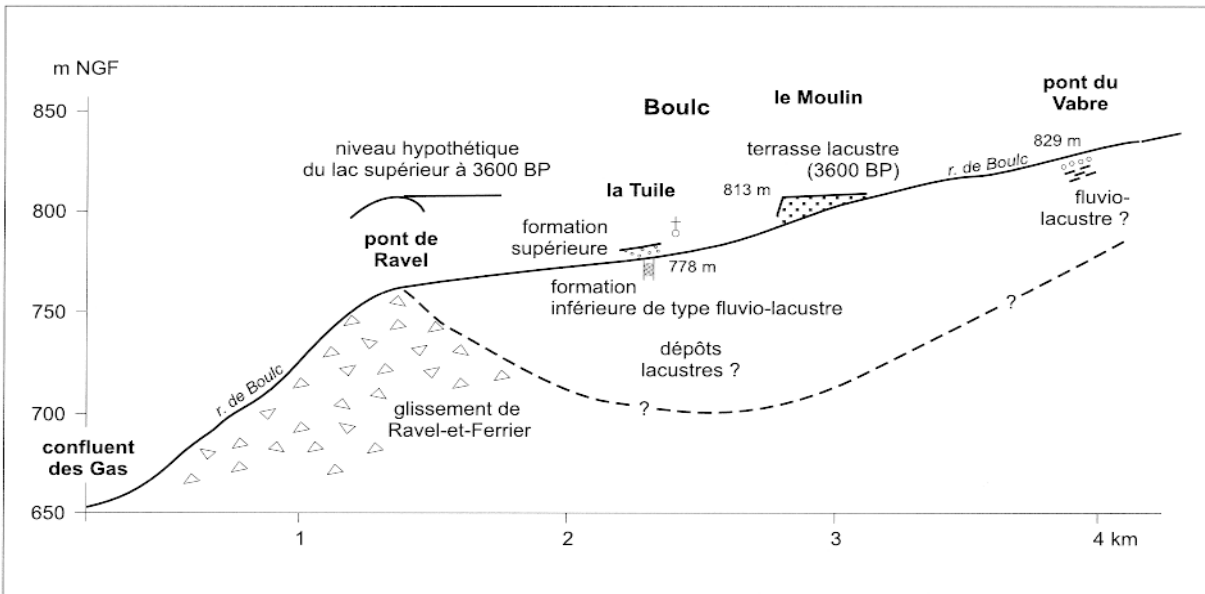 m NGF
850
800
750
700
650
niveau hypothétique
du lac supérieur à 3600 BP
pont de
Ravel
Boulc
la Tuile
formation
supérieure
778 m
formation
inférieure de type fluvio-lacustre
dépôts
lacustres ?
le Moulin
terrasse lacustre
(3600 BP)
813 m
r. de Boulc
pont du
Vabre
829 m
fluvio-
lacustre ?
?
?
r. de Boulc
glissement de
Ravel-et-Ferrier
confluent
des Gas
1
2
3
4 km